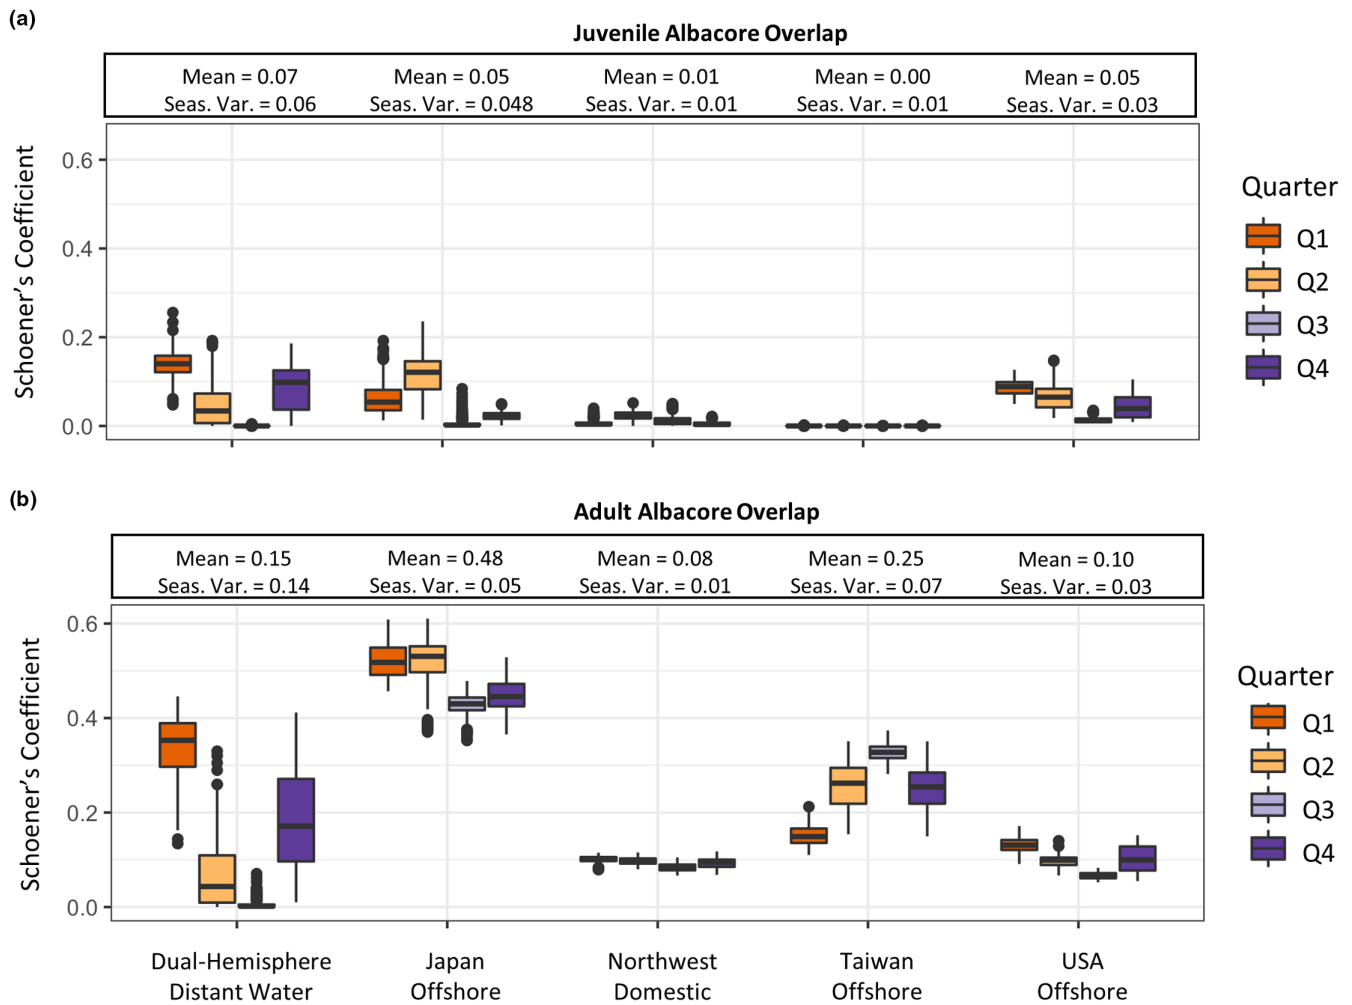 (a)
Juvenile Albacore Overlap
Mean = 0.07 Mean = 0.05 Mean = 0.01 Mean = 0.00 Mean = 0.05
Seas. Var. = 0.06 Seas. Var. = 0.048 Seas. Var. = 0.01 Seas. Var. = 0.01 Seas. Var. = 0.03
Schoener's Coefficient
0.6
0.4
0.2
0.0
Quarter
Q1
Q2
Q3
Q4
(b)
Adult Albacore Overlap
Mean = 0.15 Mean = 0.48 Mean = 0.08 Mean = 0.25 Mean = 0.10
Seas. Var. = 0.14 Seas. Var. = 0.05 Seas. Var. = 0.01 Seas. Var. = 0.07 Seas. Var. = 0.03
Schoener's Coefficient
0.6
0.4
0.2
0.0
Quarter
Q1
Q2
Q3
Q4
Dual-Hemisphere Japan Northwest Taiwan USA
Distant Water Offshore Domestic Offshore Offshore